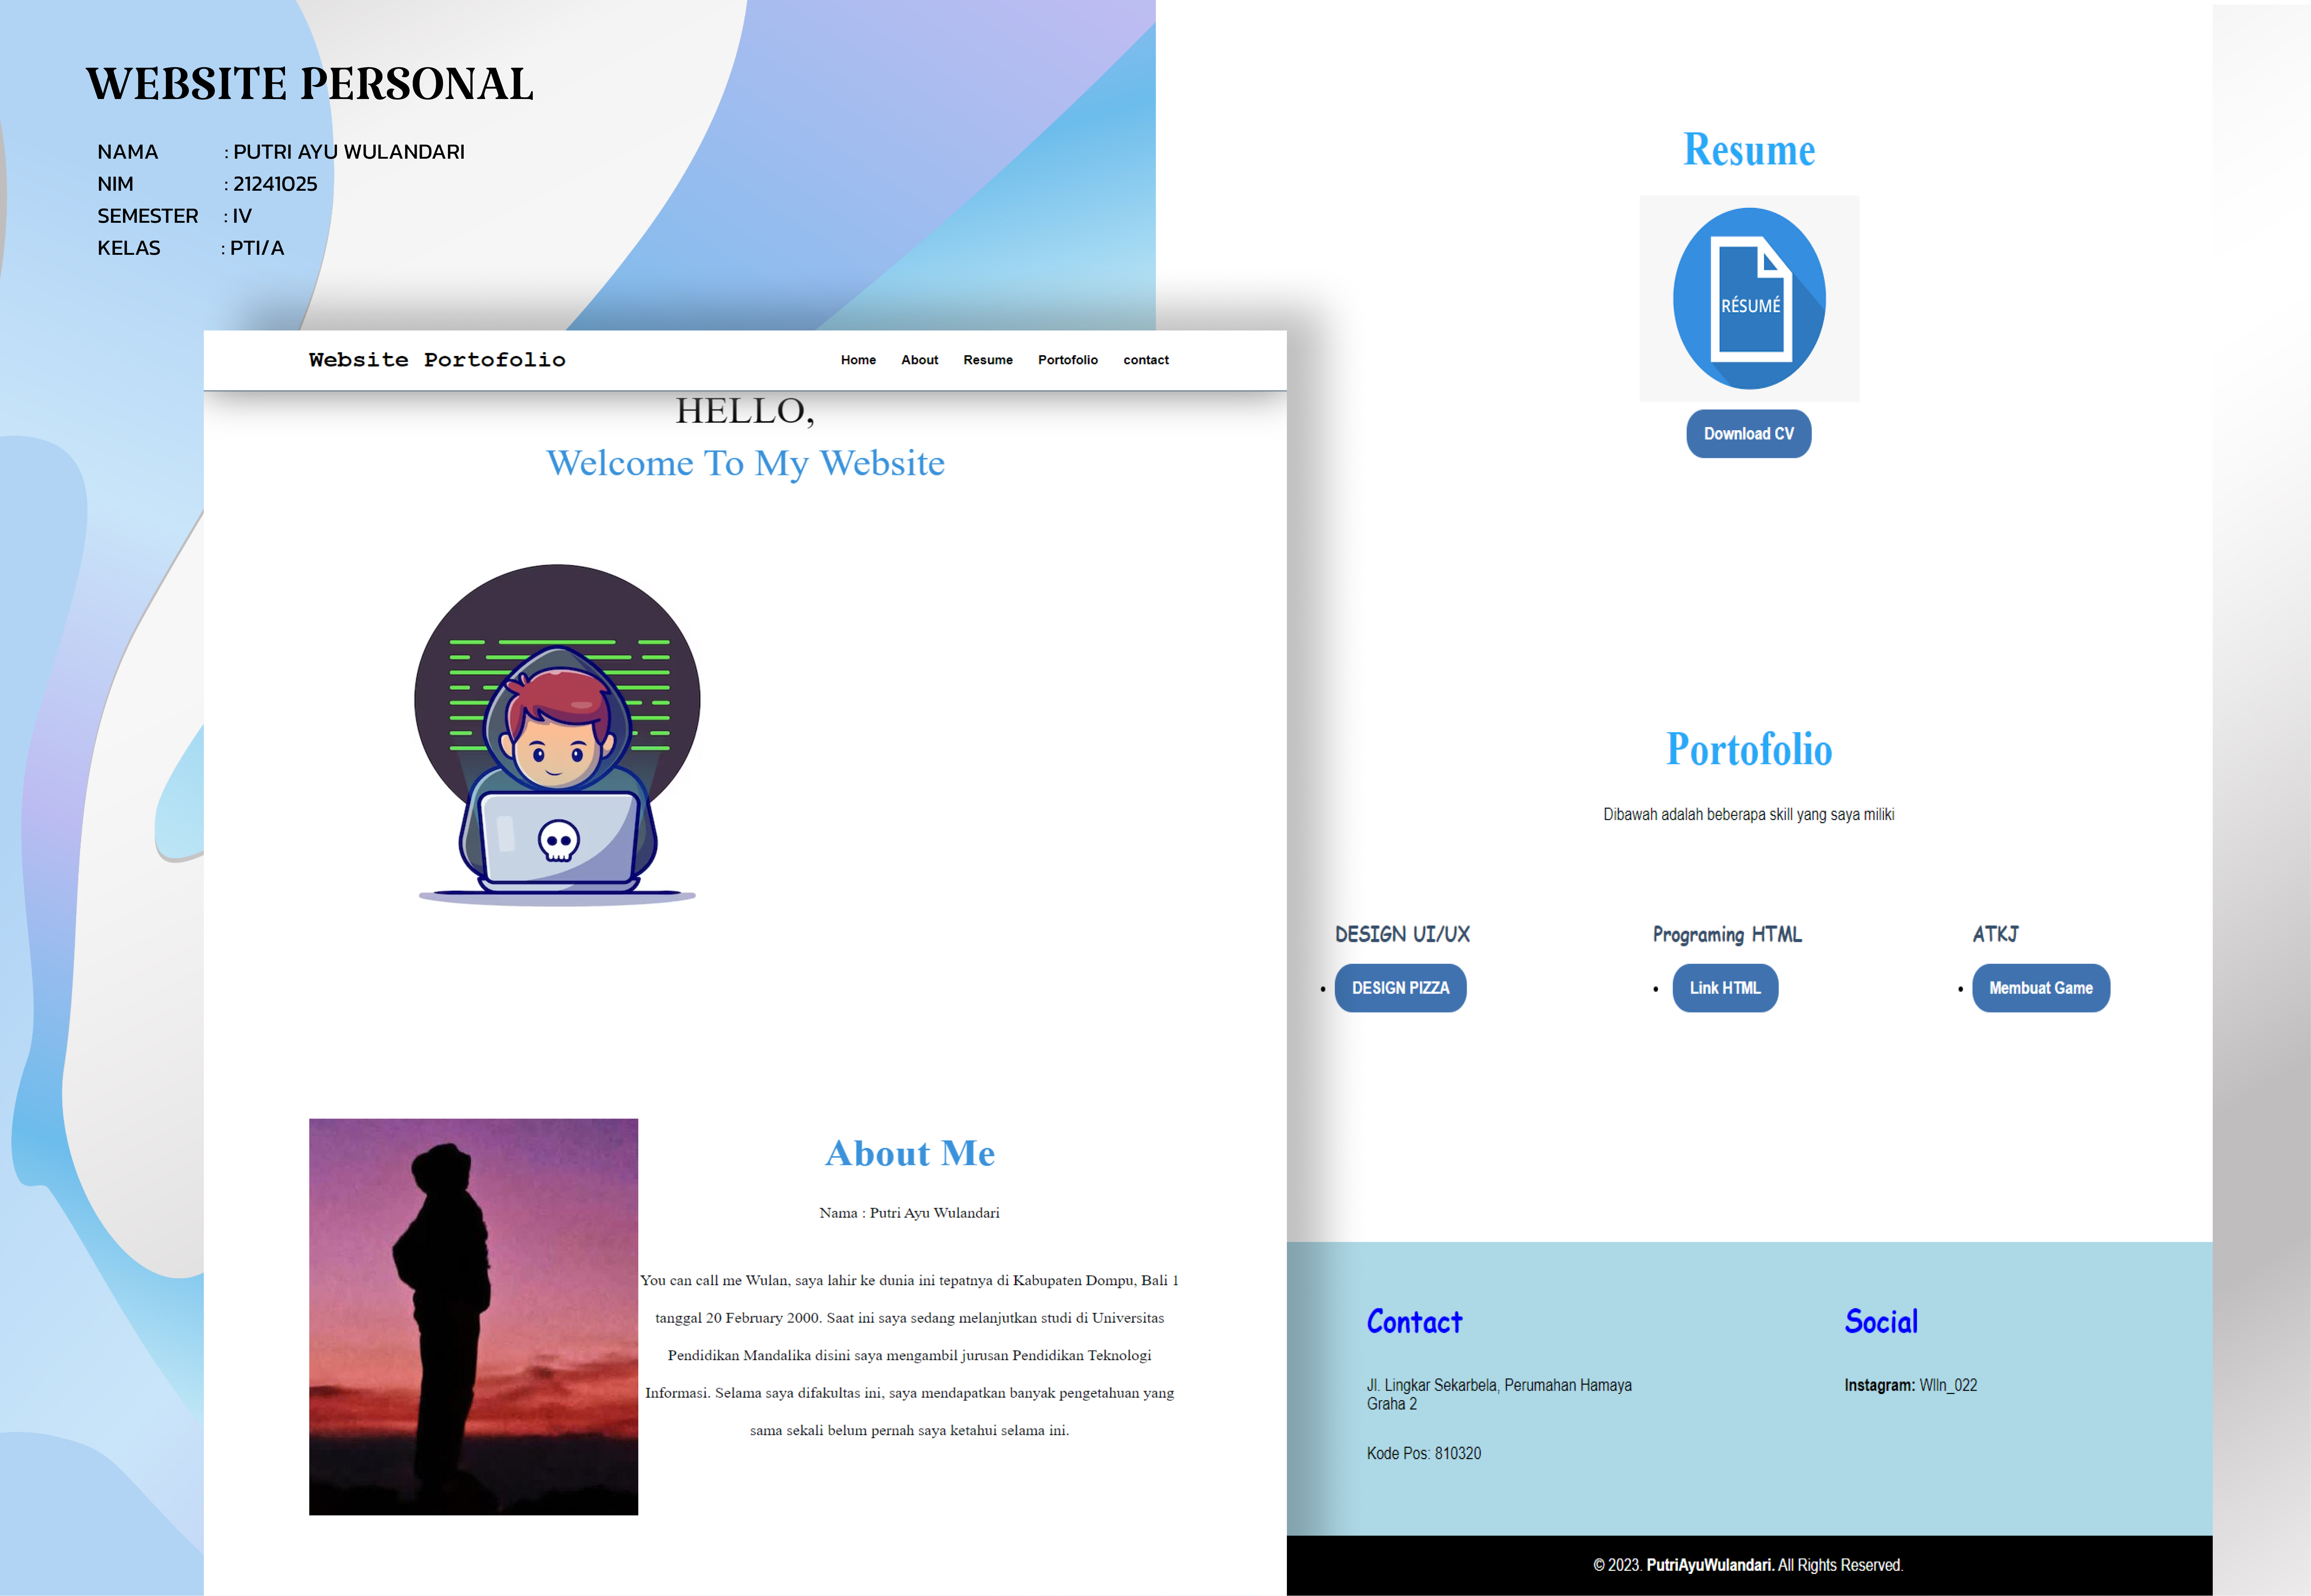 WEBSITE PERSONAL
NAMA : PUTRI AYU WULANDARI
NIM : 21241025
SEMESTER : IV
KELAS : PTI/A
Website Portofolio
Home About Resume Portofolio contact
HELLO,
Welcome To My Website
About Me
Nama : Putri Ayu Wulandari
You can call me Wulan, saya lahir ke dunia ini tepatnya di Kabupaten Dompu, Bali 1
tanggal 20 February 2000. Saat ini saya sedang melanjutkan studi di Universitas
Pendidikan Mandalika disini saya mengambil jurusan Pendidikan Teknologi
Informasi. Selama saya difakultas ini, saya mendapatkan banyak pengetahuan yang
sama sekali belum pernah saya ketahui selama ini.
Resume
RÉSUMÉ
Download CV
Portofolio
Dibawah adalah beberapa skill yang saya miliki
DESIGN UI/UX
DESIGN PIZZA
Programing HTML
Link HTML
ATKJ
Membuat Game
Contact
Jl. Lingkar Sekarbela, Perumahan Hamaya
Graha 2
Kode Pos: 810320
Social
Instagram: Wlln_022
© 2023. PutriAyuWulandari. All Rights Reserved.